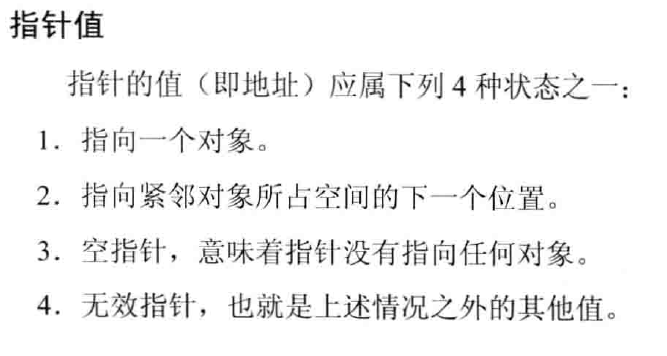 指针值
指针的值（即地址）应属下列 4 种状态之一：
1．指向一个对象。
2．指向紧邻对象所占空间的下一个位置。
3．空指针，意味着指针没有指向任何对象。
4．无效指针，也就是上述情况之外的其他值。